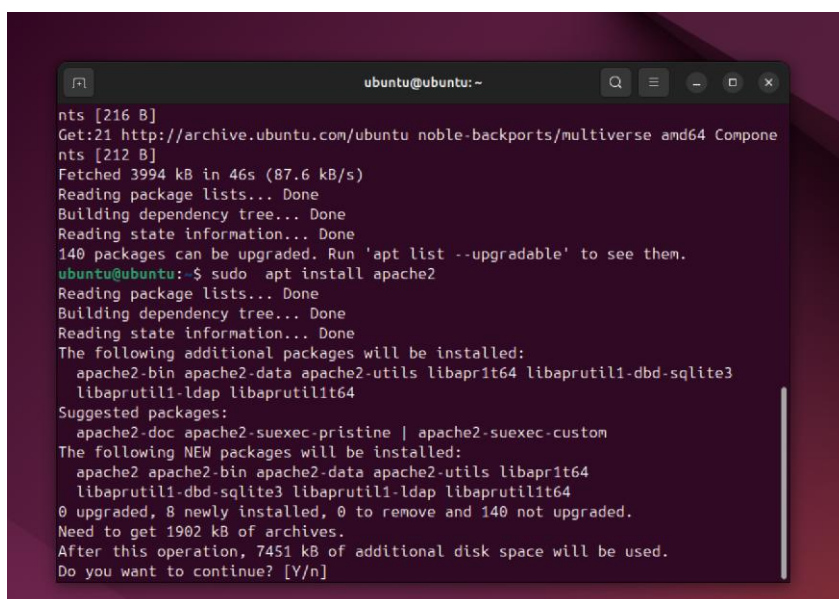 ubuntu@ubuntu: ~
nts [216 B]
Get:21 http://archive.ubuntu.com/ubuntu noble-backports/multiverse amd64 Compone
nts [212 B]
Fetched 3994 kB in 46s (87.6 kB/s)
Reading package lists... Done
Building dependency tree... Done
Reading state information... Done
140 packages can be upgraded. Run 'apt list --upgradable' to see them.
ubuntu@ubuntu:~$ sudo  apt install apache2
Reading package lists... Done
Building dependency tree... Done
Reading state information... Done
The following additional packages will be installed:
  apache2-bin apache2-data apache2-utils libapr1t64 libaprutil1-dbd-sqlite3
  libaprutil1-ldap libaprutil1t64
Suggested packages:
  apache2-doc apache2-suexec-pristine | apache2-suexec-custom
The following NEW packages will be installed:
  apache2 apache2-bin apache2-data apache2-utils libapr1t64
  libaprutil1-dbd-sqlite3 libaprutil1-ldap libaprutil1t64
0 upgraded, 8 newly installed, 0 to remove and 140 not upgraded.
Need to get 1902 kB of archives.
After this operation, 7451 kB of additional disk space will be used.
Do you want to continue? [Y/n]